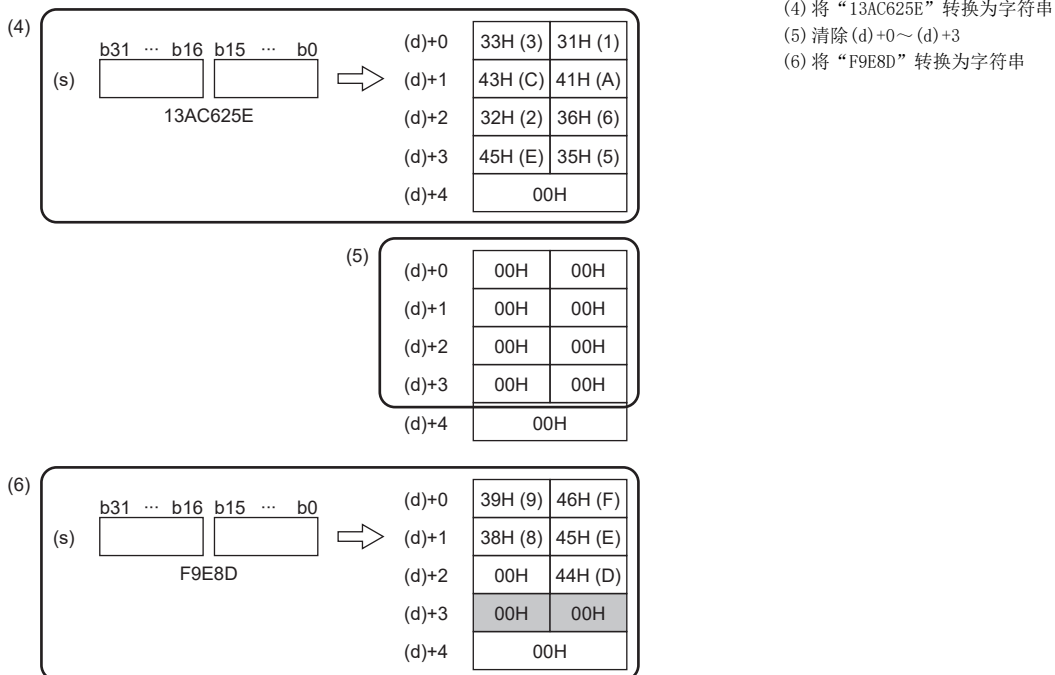 (4)
b31 ··· b16 b15 ··· b0
(s)
13AC625E
(d)+0 33H (3) 31H (1)
(d)+1 43H (C) 41H (A)
(d)+2 32H (2) 36H (6)
(d)+3 45H (E) 35H (5)
(d)+4 00H
(5)
(d)+0 00H 00H
(d)+1 00H 00H
(d)+2 00H 00H
(d)+3 00H 00H
(d)+4 00H
(6)
b31 ··· b16 b15 ··· b0
(s)
F9E8D
(d)+0 39H (9) 46H (F)
(d)+1 38H (8) 45H (E)
(d)+2 00H 44H (D)
(d)+3 00H 00H
(d)+4 00H
(4) 将“13AC625E”转换为字符串
(5) 清除(d)+0～(d)+3
(6) 将“F9E8D”转换为字符串